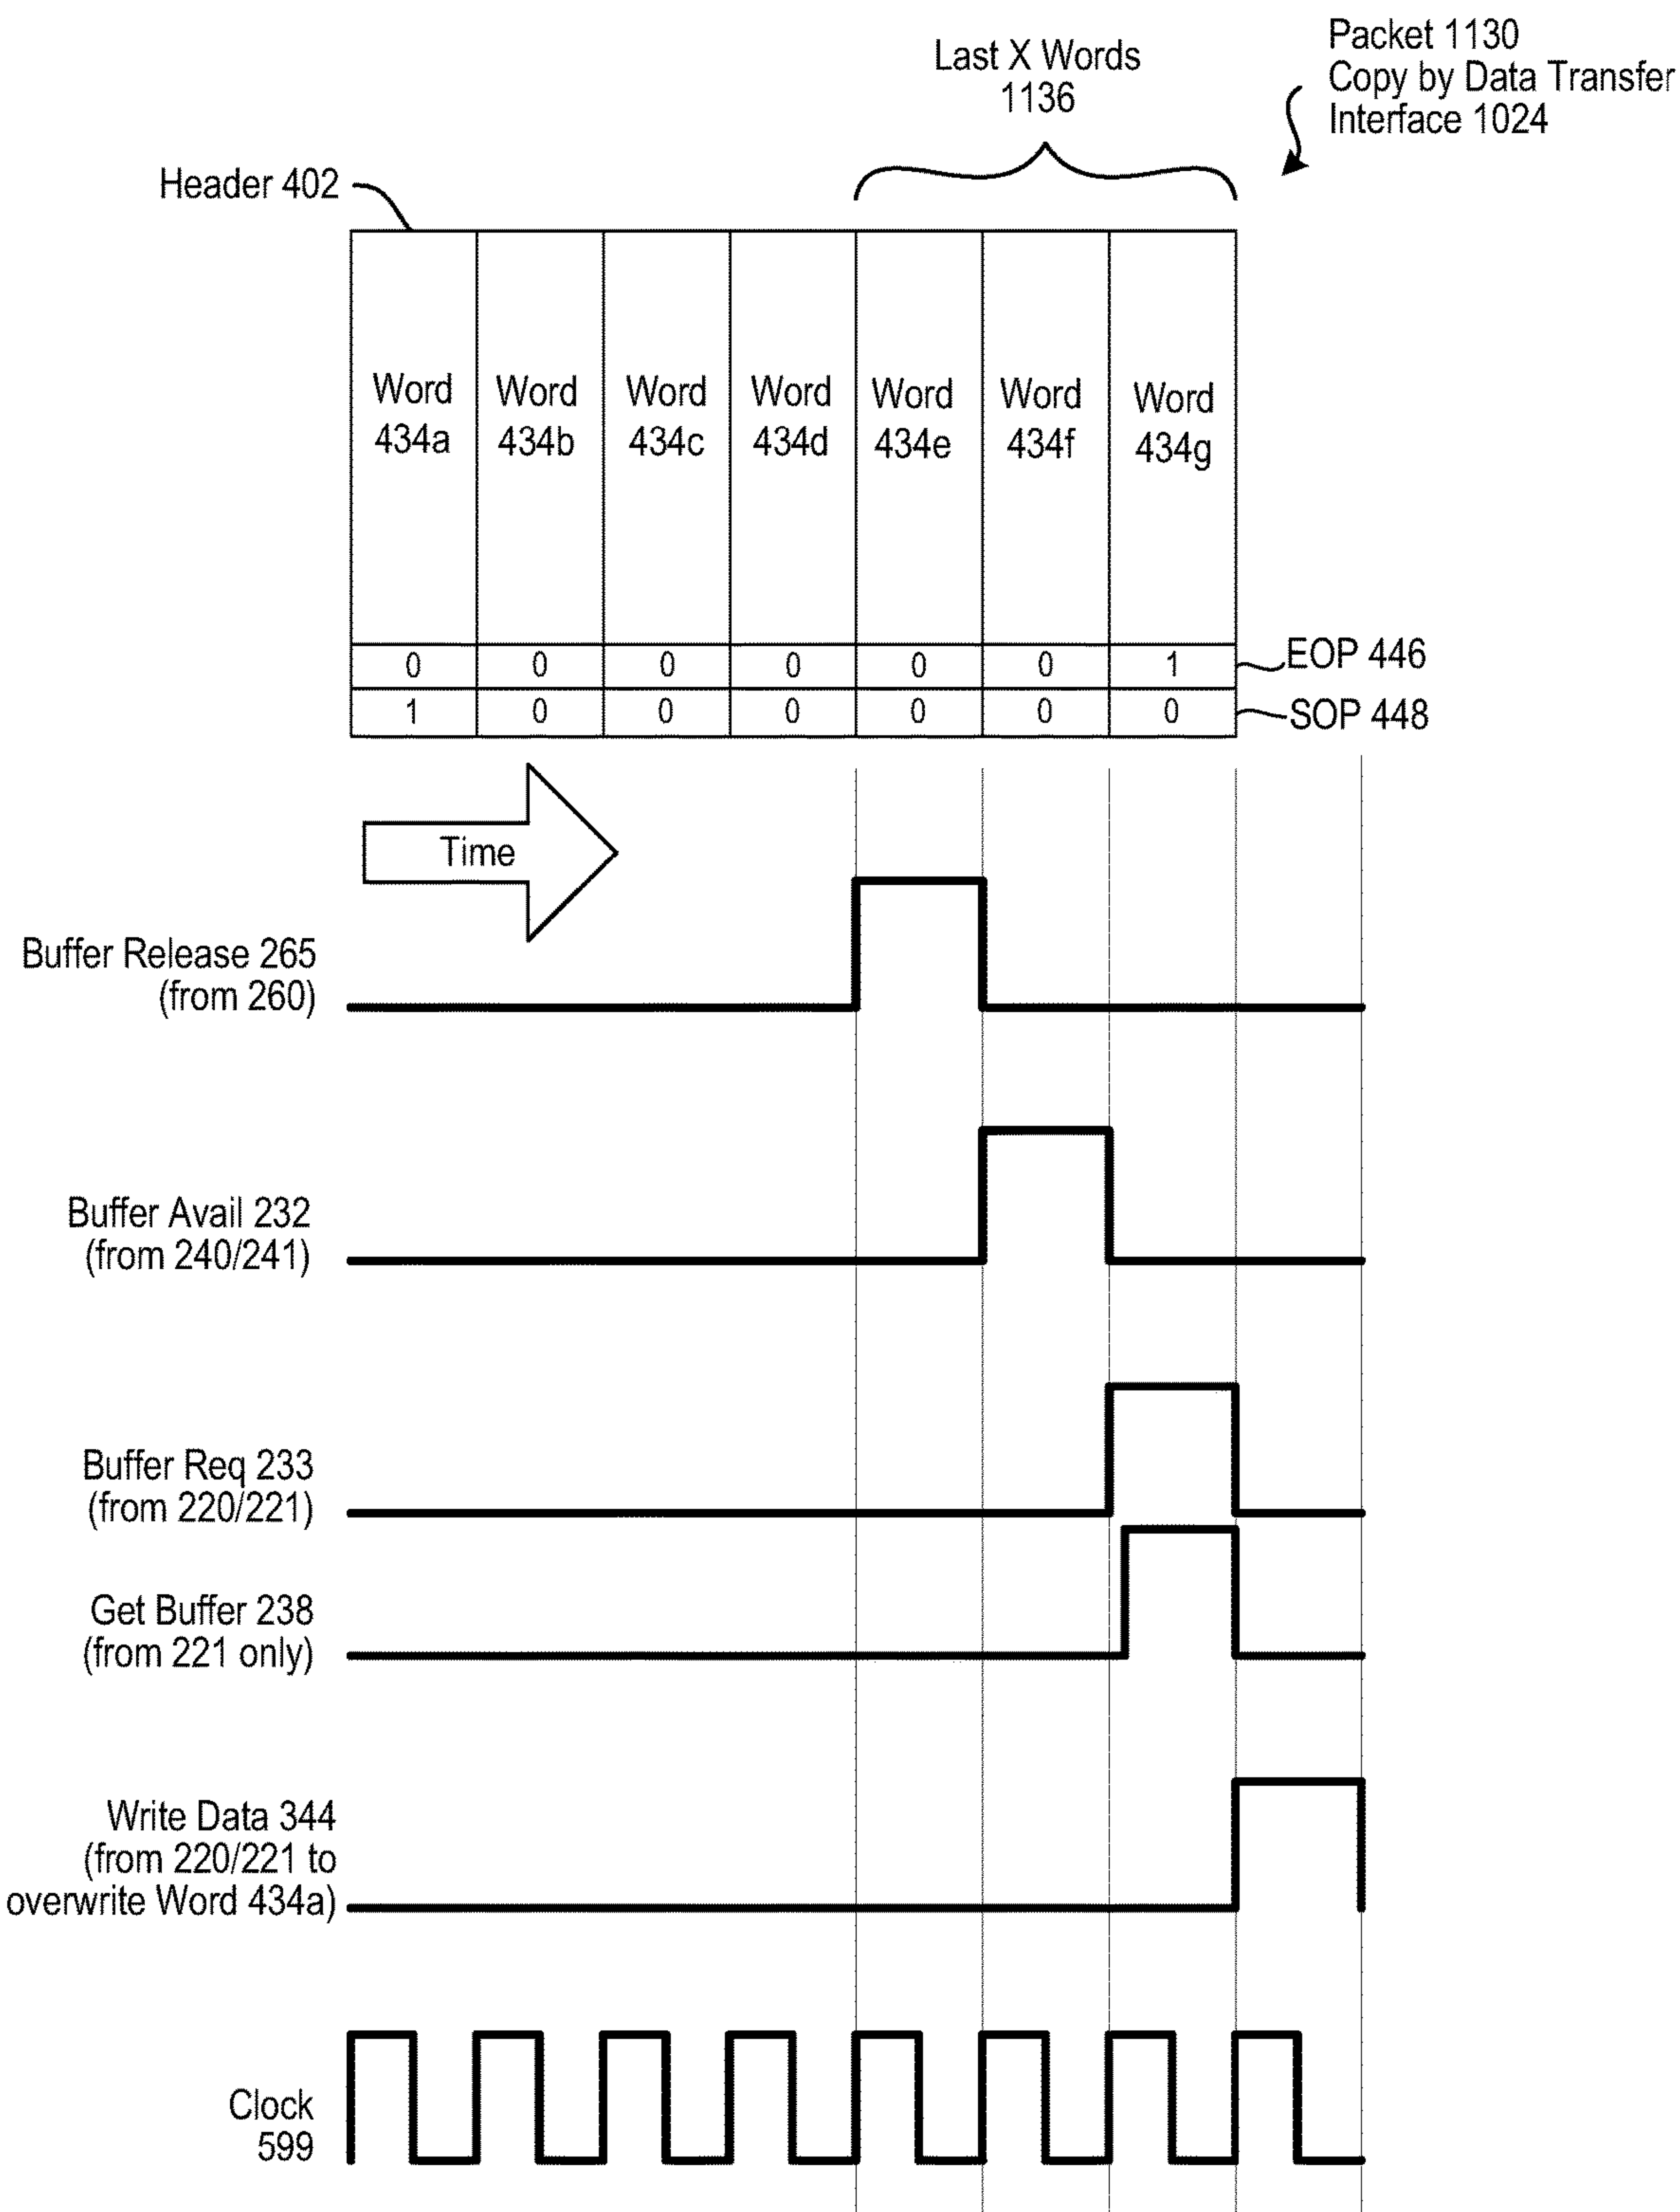 Packet 1130
Copy by Data Transfer
Interface 1024
Last X Words
1136
Header 402
Word
434a
Word
434b
Word
434c
Word
434d
Word
434e
Word
434f
Word
434g
0 0 0 0 0 0 1
EOP 446
1 0 0 0 0 0 0
SOP 448
Time
Buffer Release 265
(from 260)
Buffer Avail 232
(from 240/241)
Buffer Req 233
(from 220/221)
Get Buffer 238
(from 221 only)
Write Data 344
(from 220/221 to
overwrite Word 434a)
Clock
599